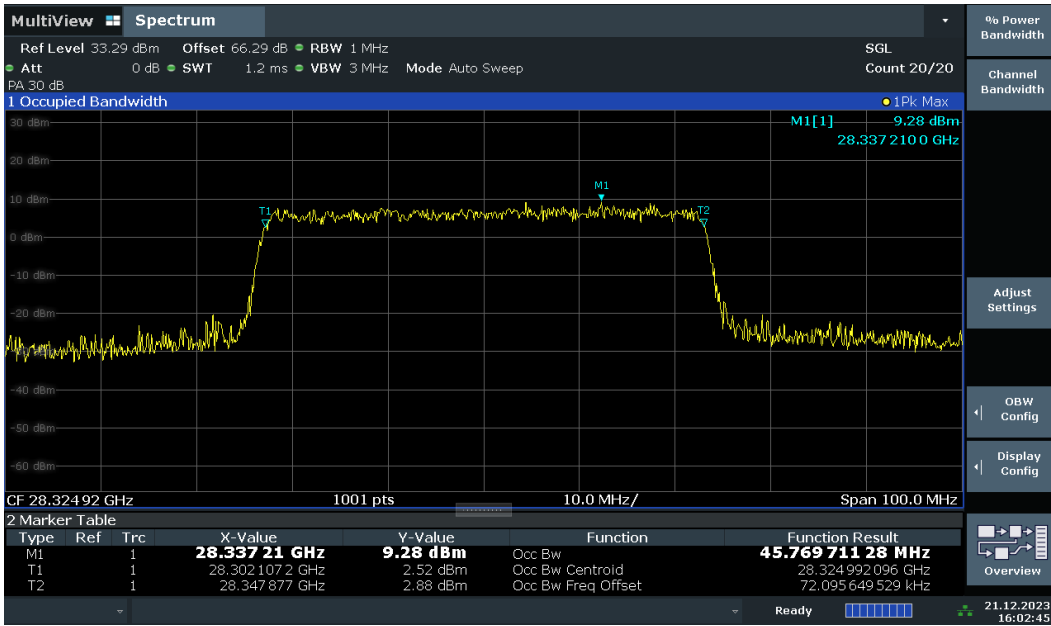 MultiView Spectrum
Ref Level 33.29 dBm Offset 66.29 dB RBW 1 MHz SGL
Att 0 dB SWT 1.2 ms VBW 3 MHz Mode Auto Sweep Count 20/20
PA 30 dB
1 Occupied Bandwidth 1Pk Max
M1[1] 9.28 dBm
28.3372100 GHz
30 dBm
20 dBm
M1
10 dBm
T1 T2
0 dBm
-10 dBm
-20 dBm
-40 dBm
-50 dBm
-60 dBm
CF 28.32492 GHz 1001 pts 10.0 MHz/ Span 100.0 MHz
2 Marker Table
Type Ref Trc X-Value Y-Value Function Function Result
M1 1 28.337 21 GHz 9.28 dBm Occ Bw 45.769 711 28 MHz
T1 1 28.302 107 2 GHz 2.52 dBm Occ Bw Centroid 28.324 992 096 GHz
T2 1 28.347 877 GHz 2.88 dBm Occ Bw Freq Offset 72.095 649 529 kHz
Ready
21.12.2023
16:02:45
% Power
Bandwidth
Channel
Bandwidth
Adjust
Settings
OBW
Config
Display
Config
Overview